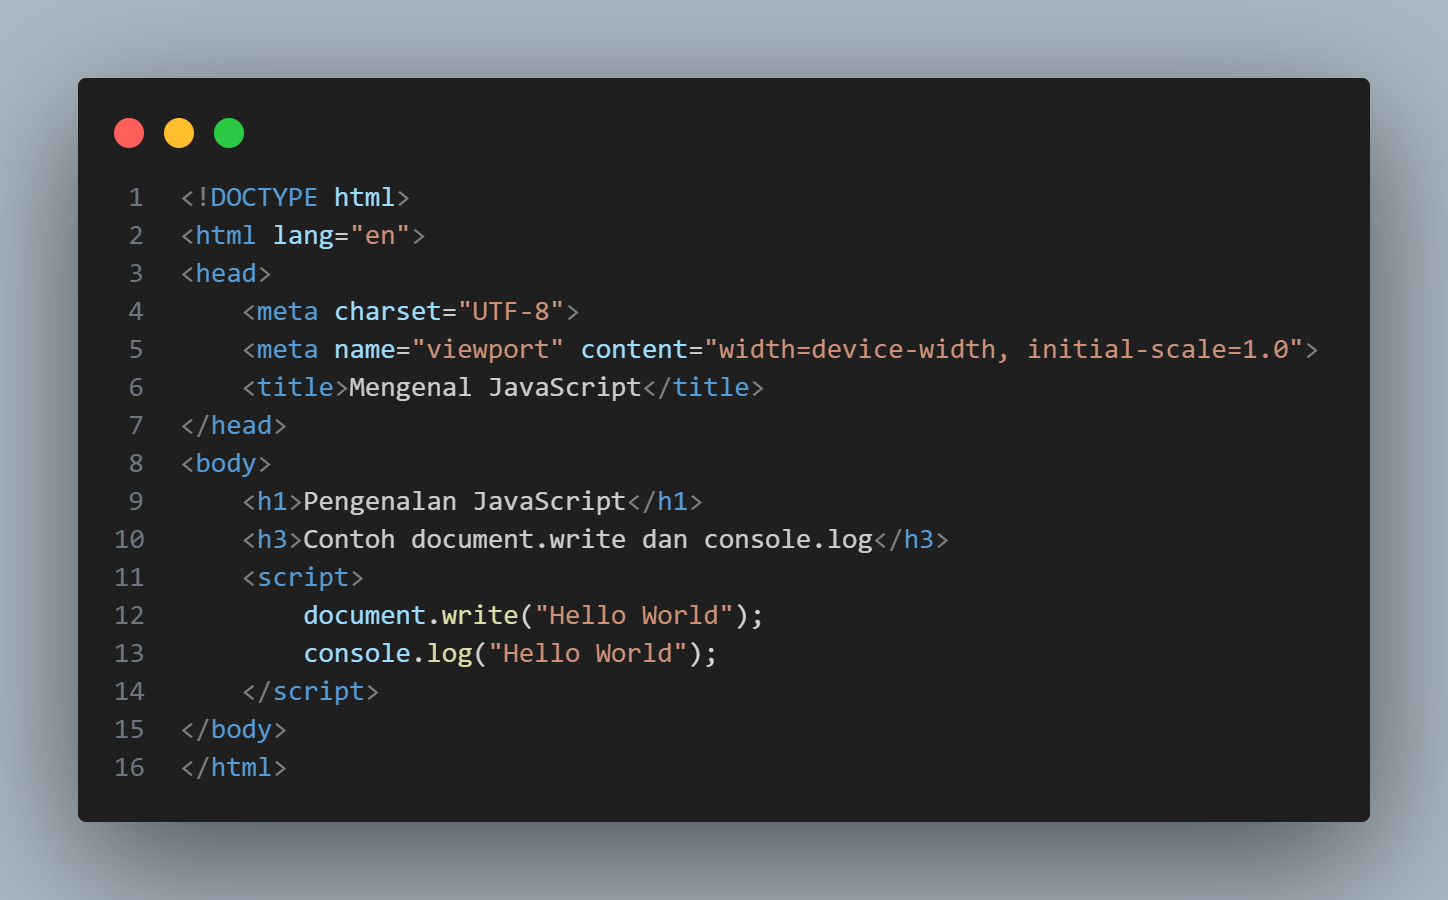 1 <!DOCTYPE html>
2 <html lang="en">
3 <head>
4     <meta charset="UTF-8">
5     <meta name="viewport" content="width=device-width, initial-scale=1.0">
6     <title>Mengenal JavaScript</title>
7 </head>
8 <body>
9     <h1>Pengenalan JavaScript</h1>
10     <h3>Contoh document.write dan console.log</h3>
11     <script>
12         document.write("Hello World");
13         console.log("Hello World");
14     </script>
15 </body>
16 </html>